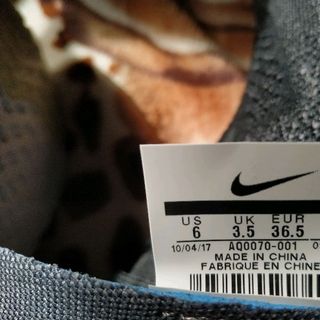 US UK EUR
6 3.5 36.5
10/04/17 AQ0070-001 0
MADE IN CHINA
FABRIQUE EN CHINE